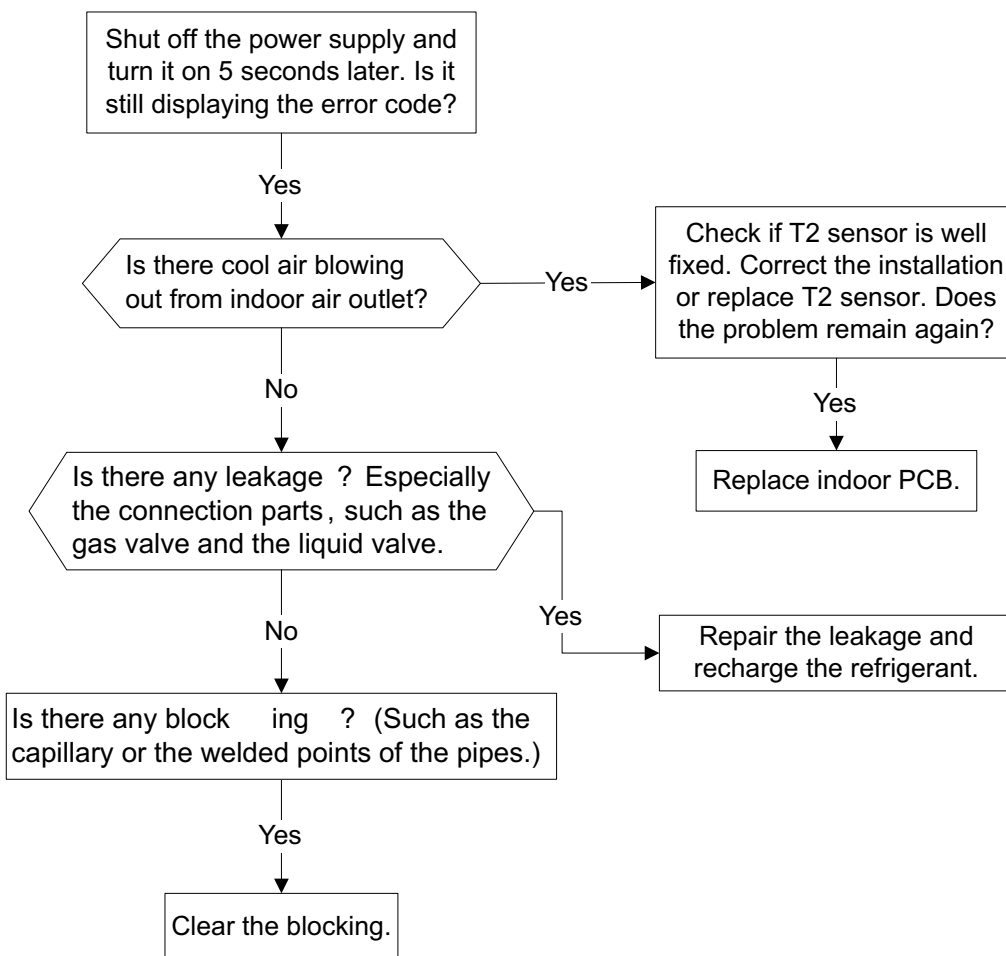 Shut off the power supply and
turn it on 5 seconds later. Is it
still displaying the error code?
Yes
Is there cool air blowing
out from indoor air outlet?
Yes
Check if T2 sensor is well
fixed. Correct the installation
or replace T2 sensor. Does
the problem remain again?
Yes
Replace indoor PCB.
No
Is there any leakage ? Especially
the connection parts, such as the
gas valve and the liquid valve.
Yes
Repair the leakage and
recharge the refrigerant.
No
Is there any block ing ? (Such as the
capillary or the welded points of the pipes.)
Yes
Clear the blocking.